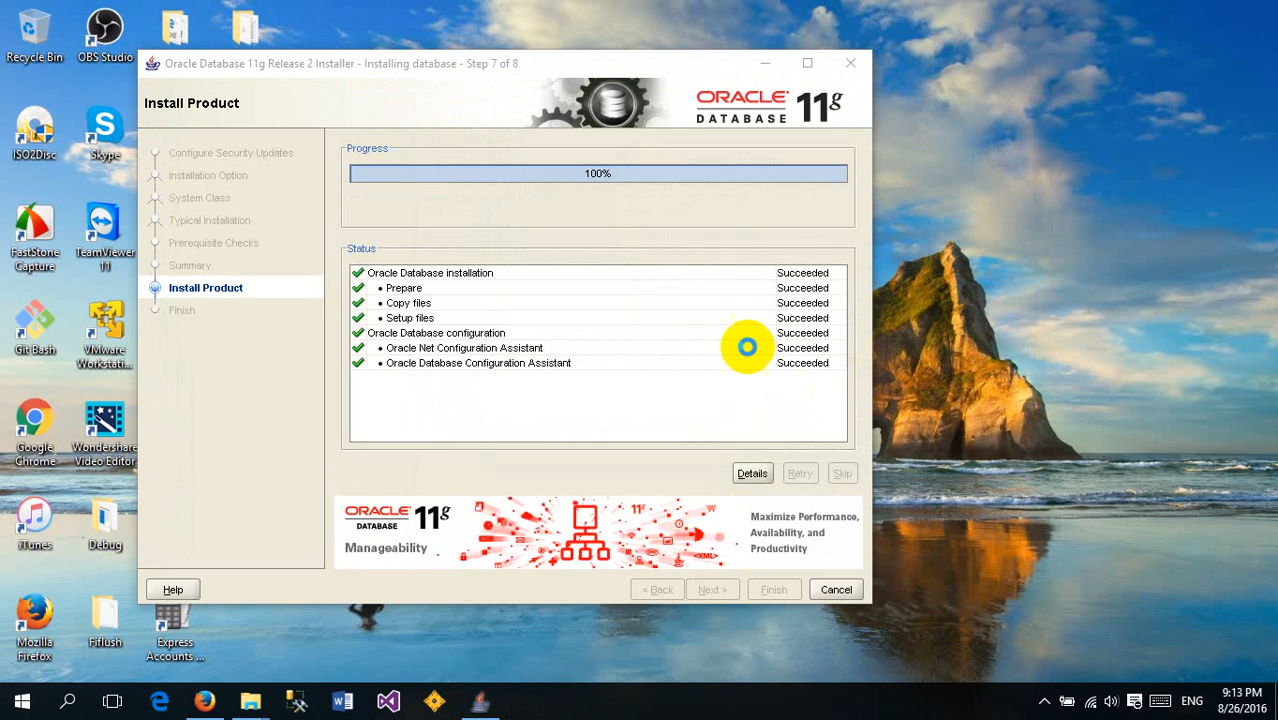 Recycle Bin
OBS Studio
Oracle Database 11g Release 2 Installer - Installing database - Step 7 of 8
Install Product
ORACLE
DATABASE
11g
ISO2Disc
Skype
Configure Security Updates
Installation Option
System Class
Typical Installation
Prerequisite Checks
Summary
Install Product
Finish
Progress
100%
Status
Oracle Database installation Succeeded
• Prepare Succeeded
• Copy files Succeeded
• Setup files Succeeded
Oracle Database configuration Succeeded
• Oracle Net Configuration Assistant Succeeded
• Oracle Database Configuration Assistant Succeeded
FastStone
Capture
TeamViewer
11
Git Bash
VMware
Workstati...
Google
Chrome
Wondershare
Video Editor
Details
Retry
Skip
ORACLE
DATABASE
11g
Manageability
11g
<XML>
Maximize Performance,
Availability, and
Productivity
iTunes
Debug
Help
< Back
Next >
Finish
Cancel
Mozilla
Firefox
Fiflush
Express
Accounts ...
ENG
9:13 PM
8/26/2016